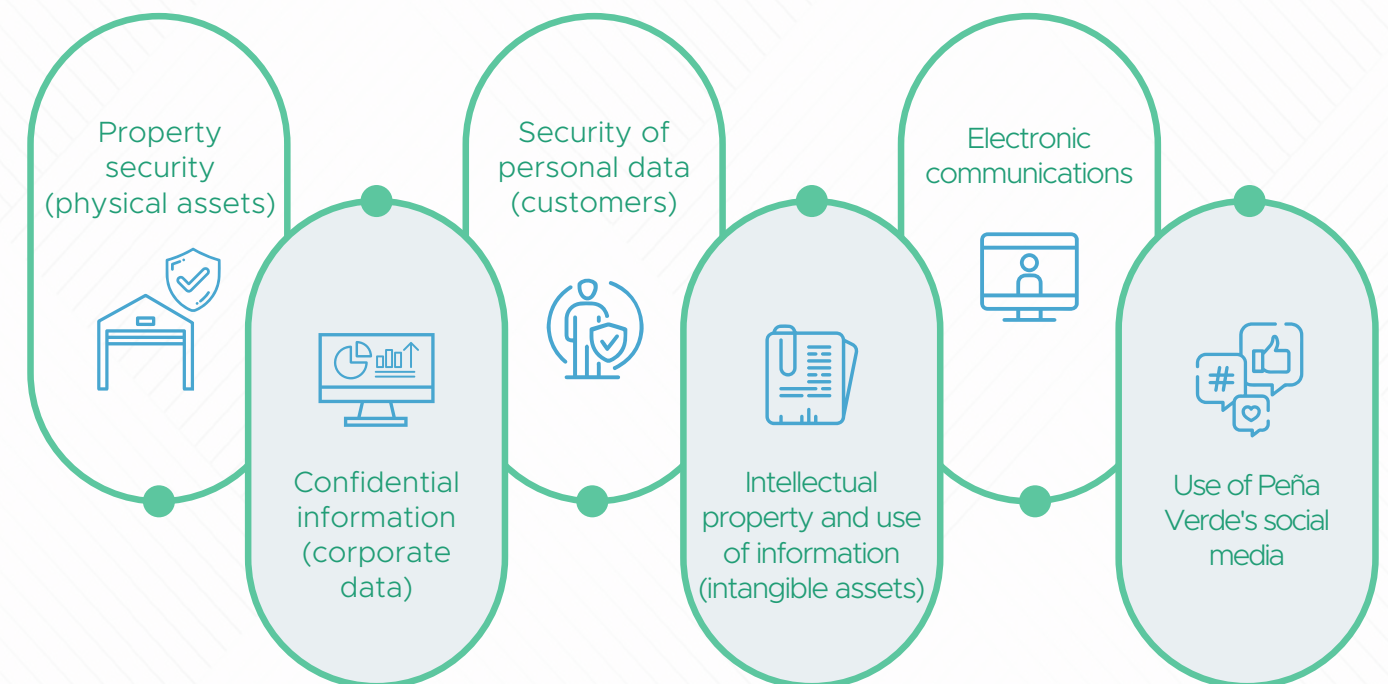 Property
security
(physical assets)
Confidential
information
(corporate
data)
Security of
personal data
(customers)
Intellectual
property and use
of information
(intangible assets)
Electronic
communications
#
Use of Peña
Verde's social
media